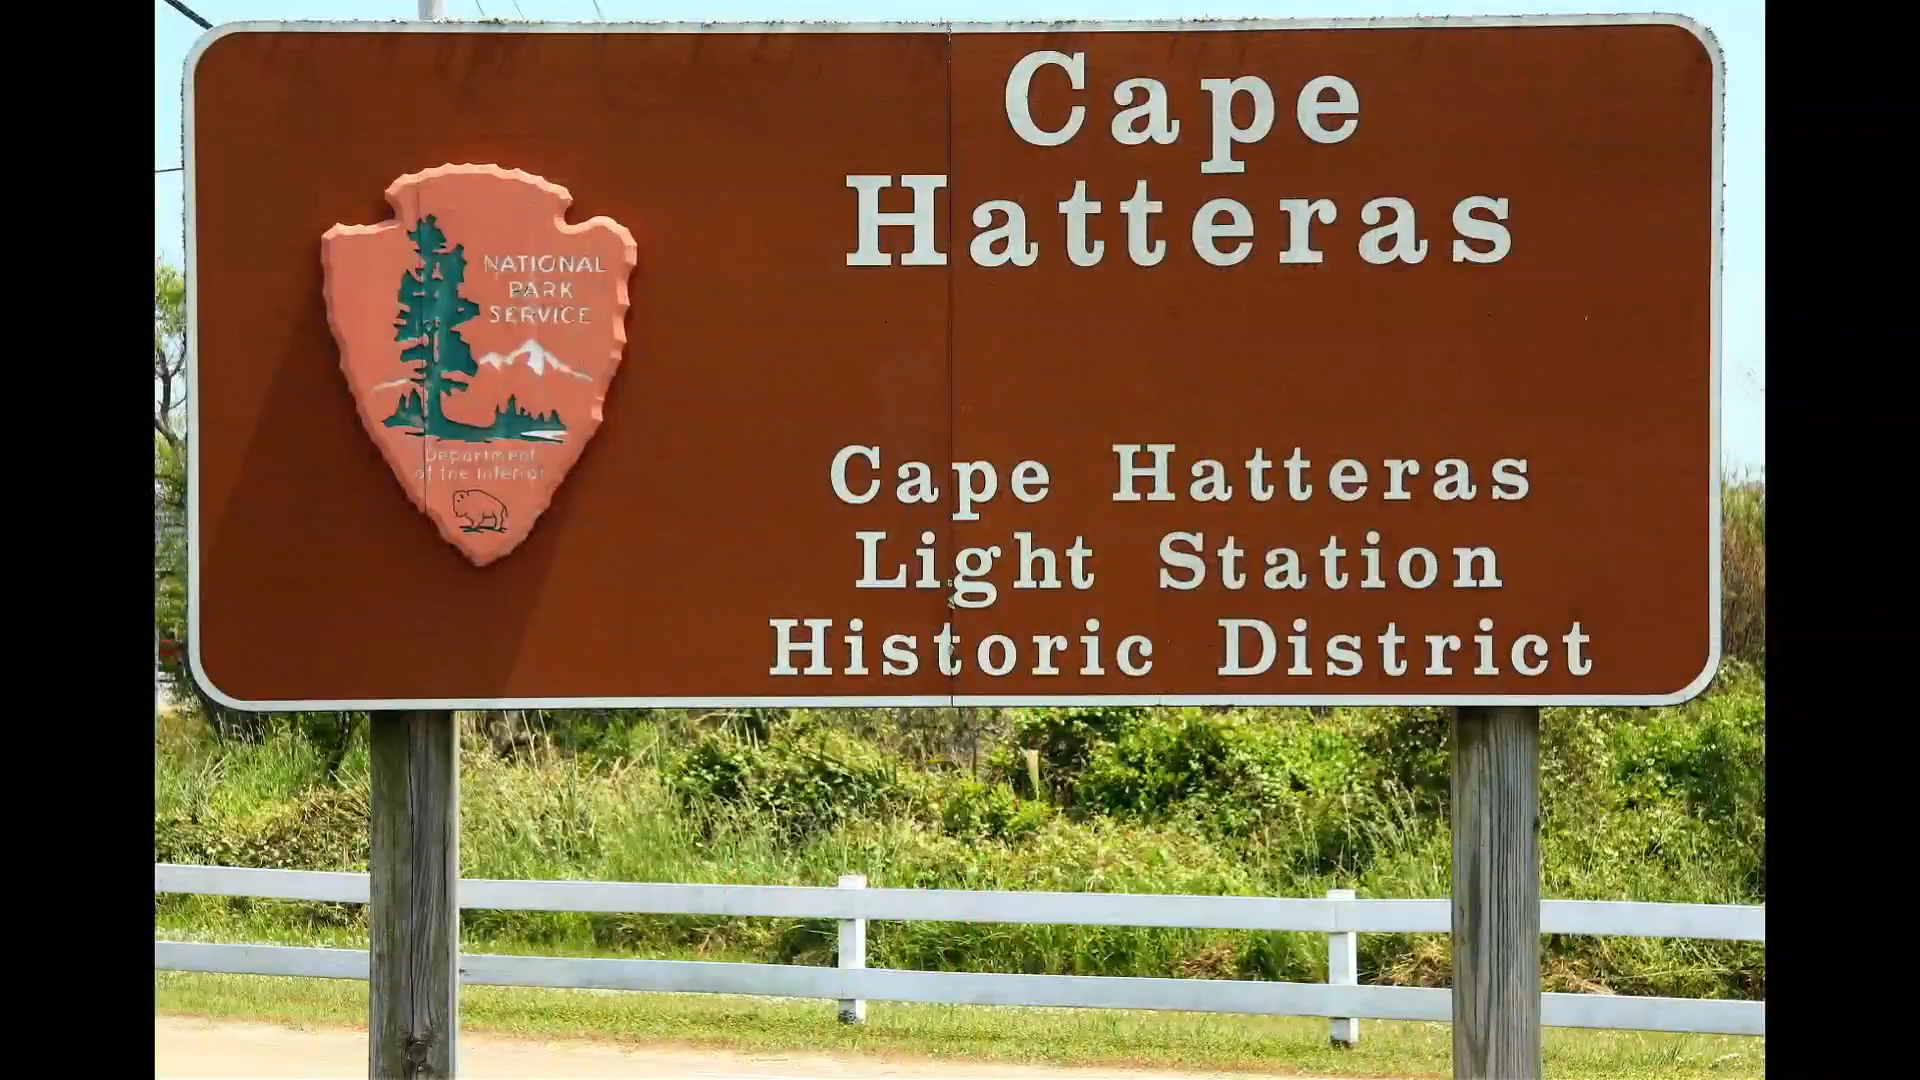 Cape
Hatteras
NATIONAL
PARK
SERVICE
Department
of the Interior
Cape Hatteras
Light Station
Historic District